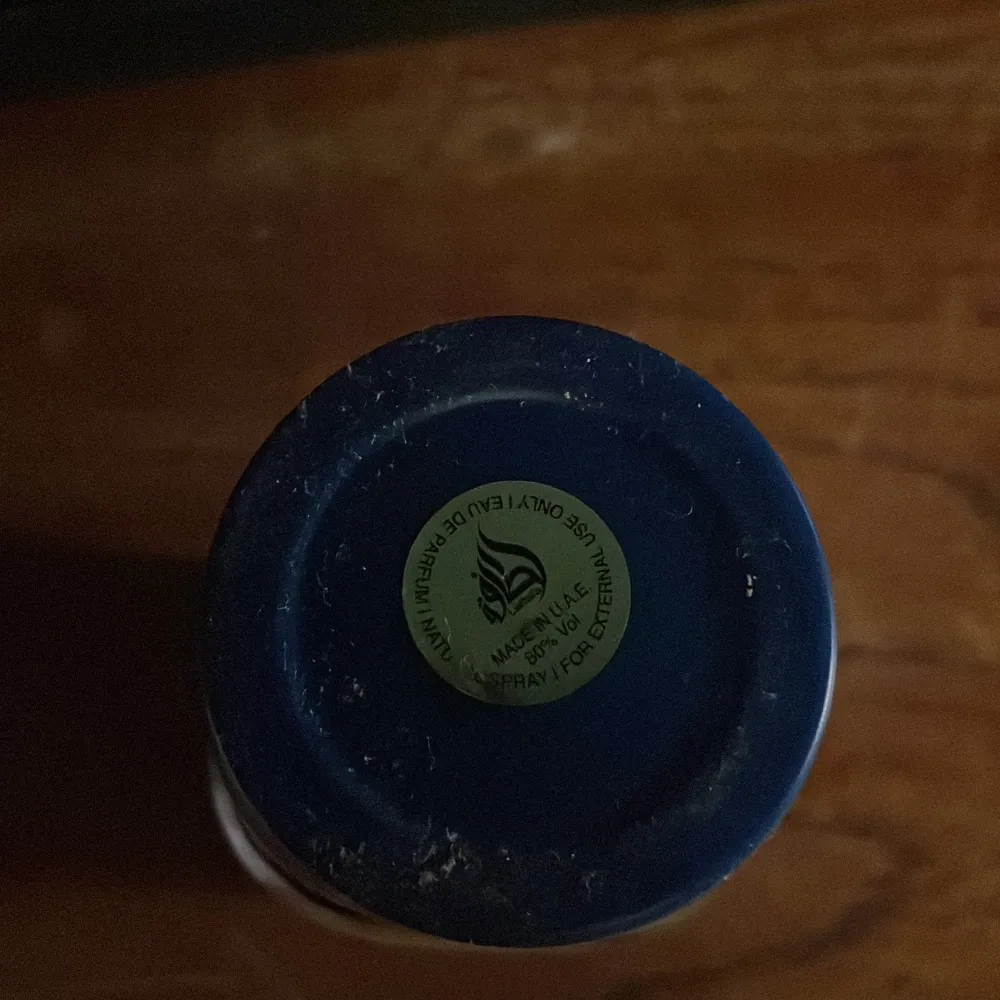 EAU DE PARFUM | NATU SPRAY | FOR EXTERNAL USE ONLY |
MADE IN U.A.E.
80% Vol